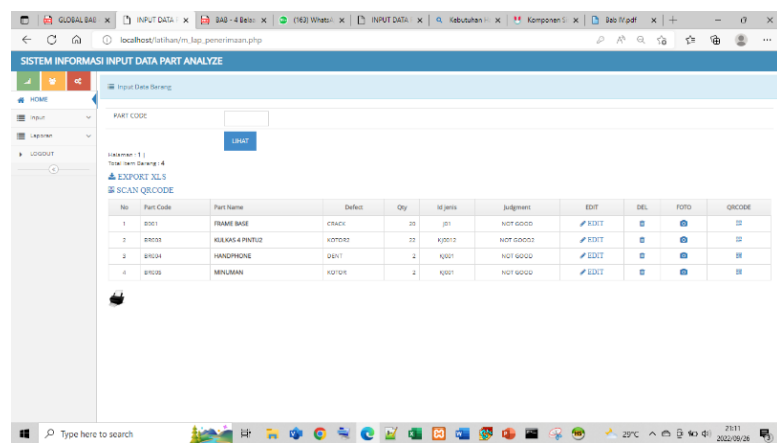 GLOBAL BAB
INPUT DATA
BAB - 4 Bela
(163) Whats
INPUT DATA
Kebutuhan
Komponen
Bab IV.pdf
localhost/latihan/m_lap_penerimaan.php
SISTEM INFORMASI INPUT DATA PART ANALYZE
Input Data Barang
HOME
Input
Laporan
LOGOUT
PART CODE
LIHAT
Halaman : 1 |
Total Item Barang : 4
EXPORT XLS
SCAN QRCODE
No Part Code Part Name Defect Qty Id Jenis Judgment EDIT DEL FOTO QRCODE
1 FRAME BASE CRACK 20 J01 NOT GOOD EDIT
2 BR003 KULKAS 4 PINTU2 KOTOR2 22 KJ0012 NOT GOOD2 EDIT
3 BR004 HANDPHONE DENT 2 KJ001 NOT GOOD EDIT
4 BR005 MINUMAN KOTOR 2 KJ001 NOT GOOD EDIT
Type here to search
29°C
21:11
2022/09/26